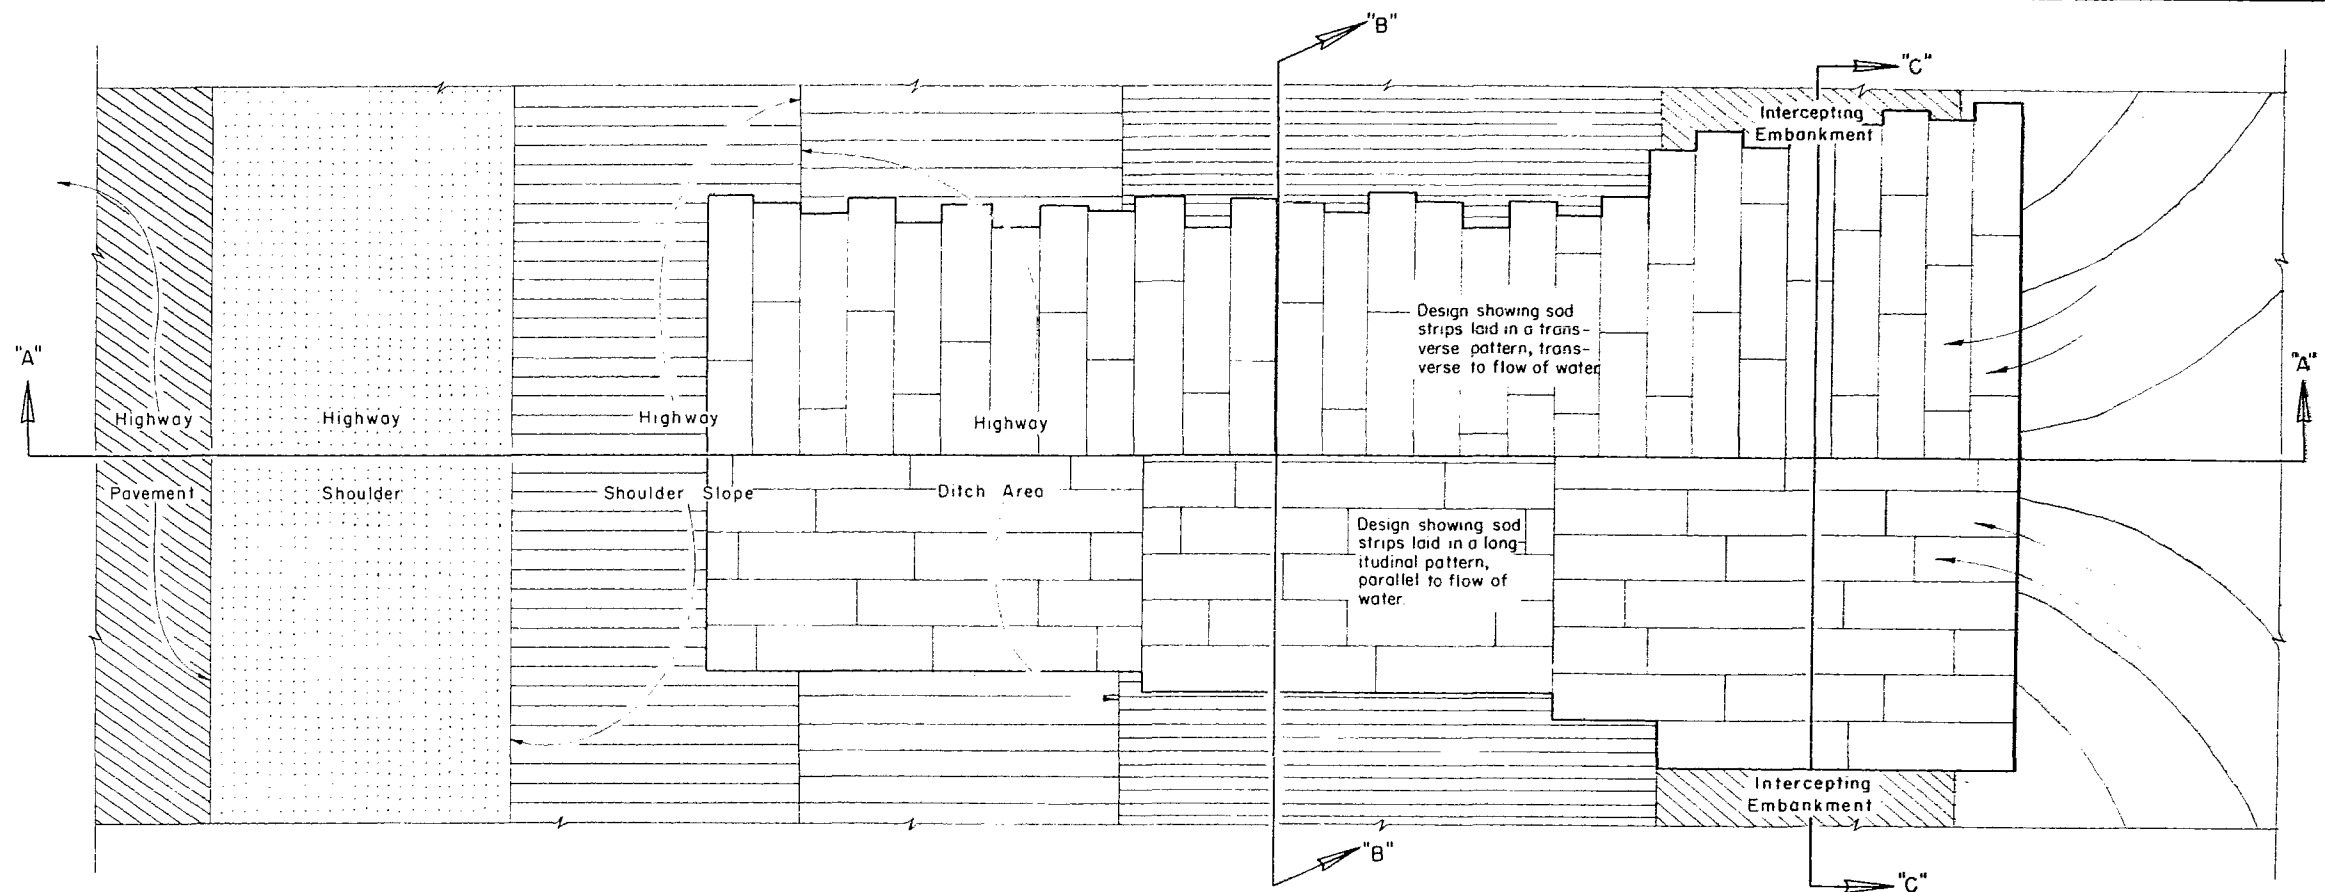 "B"
"C"
Intercepting
Embankment
Design showing sod
strips laid in a trans-
verse pattern, trans-
verse to flow of water
"A"
"A"
Highway
Highway
Highway
Highway
Pavement
Shoulder
Shoulder Slope
Ditch Area
Design showing sod
strips laid in a long-
itudinal pattern,
parallel to flow of
water.
Intercepting
Embankment
"B"
"C"